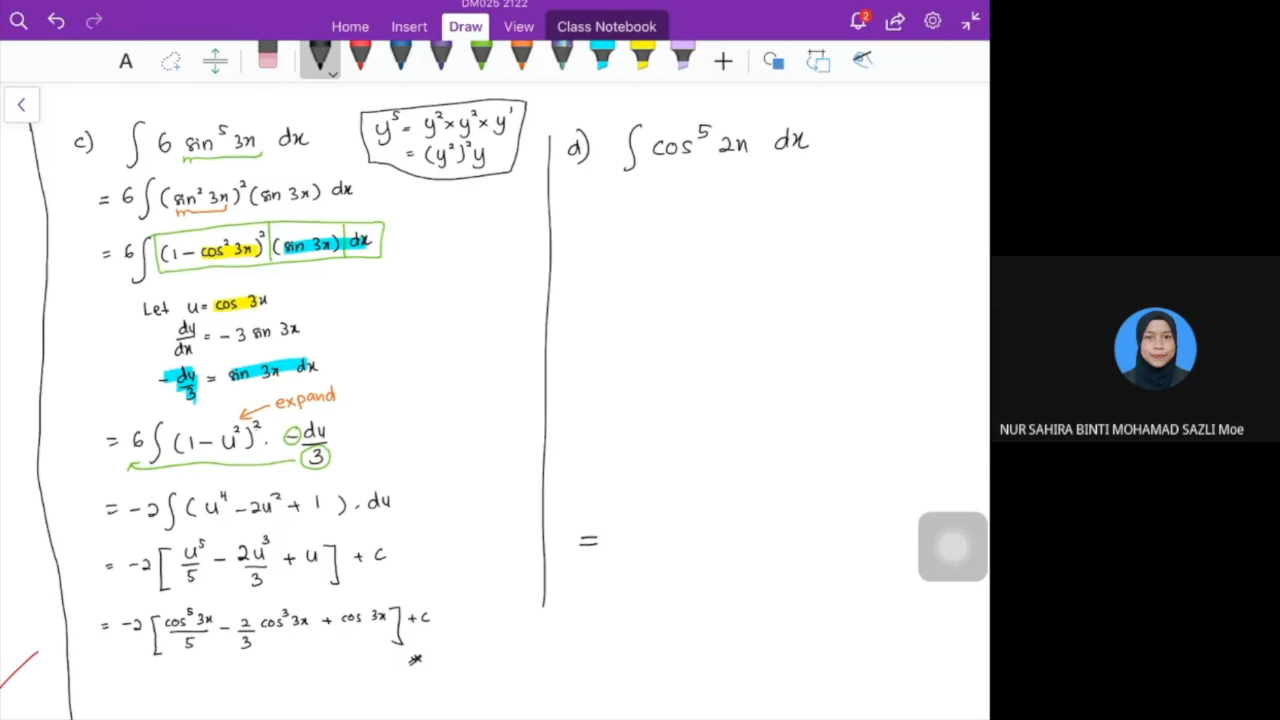 DM025 2122
Home Insert Draw View Class Notebook
2
A
c) ∫ 6 sin⁵ 3x dx
y⁵ = y² × y² × y¹
= (y²)² y
= 6 ∫ (sin² 3x)² (sin 3x) dx
= 6 ∫ (1 - cos² 3x)² (sin 3x) dx
Let u = cos 3x
du/dx = - 3 sin 3x
- du/3 = sin 3x dx
expand
= 6 ∫ (1 - u²)² . - du/3
= -2 ∫ ( u⁴ - 2u² + 1 ) . du
= -2 [ u⁵/5 - 2u³/3 + u ] + c
= -2 [ cos⁵ 3x/5 - 2/3 cos³ 3x + cos 3x ] + c
*
d) ∫ cos⁵ 2x dx
=
NUR SAHIRA BINTI MOHAMAD SAZLI Moe